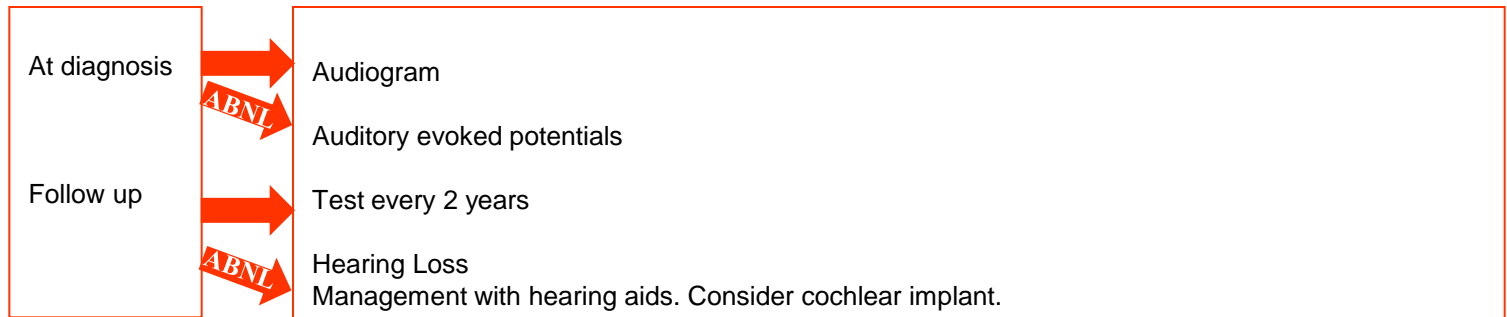 At diagnosis
Audiogram
ABNL
Auditory evoked potentials
Follow up
Test every 2 years
ABNL
Hearing Loss
Management with hearing aids. Consider cochlear implant.